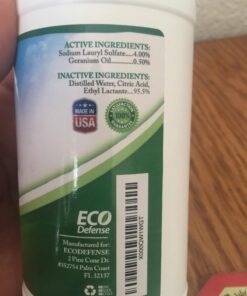 ACTIVE INGREDIENTS:
Sodium Lauryl Sulfate....4.00%
Geranium Oil..........0.50%
INACTIVE INGREDIENTS:
Distilled Water, Citric Acid,
Ethyl Lactate.....95.5%
MADE IN
USA
100%
ECO
Defense
Manufactured for:
ECODEFENSE
2 Pine Cone Dr.
#352754 Palm Coast
FL 32137